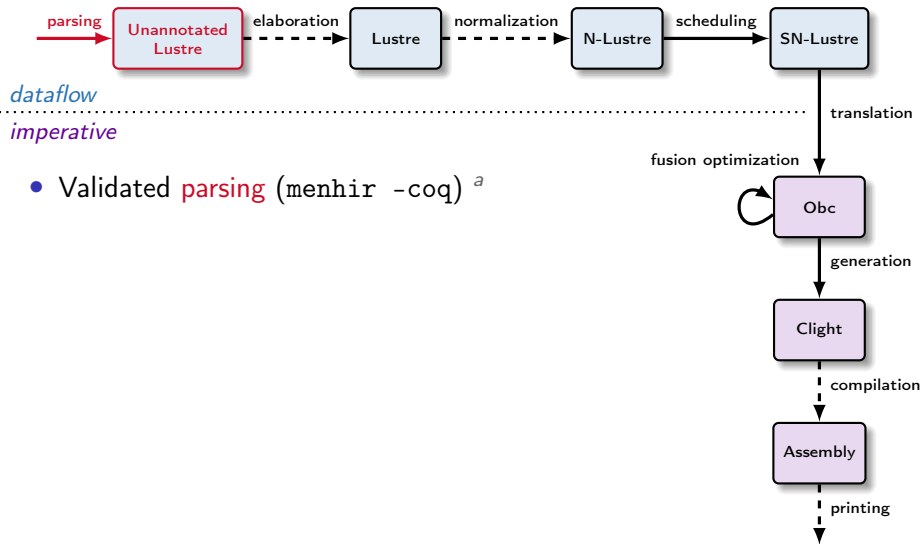 parsing
Unannotated
Lustre
elaboration
Lustre
normalization
N-Lustre
scheduling
SN-Lustre
dataflow
imperative
translation
• Validated parsing (menhir -coq) a
fusion optimization
Obc
generation
Clight
compilation
Assembly
printing